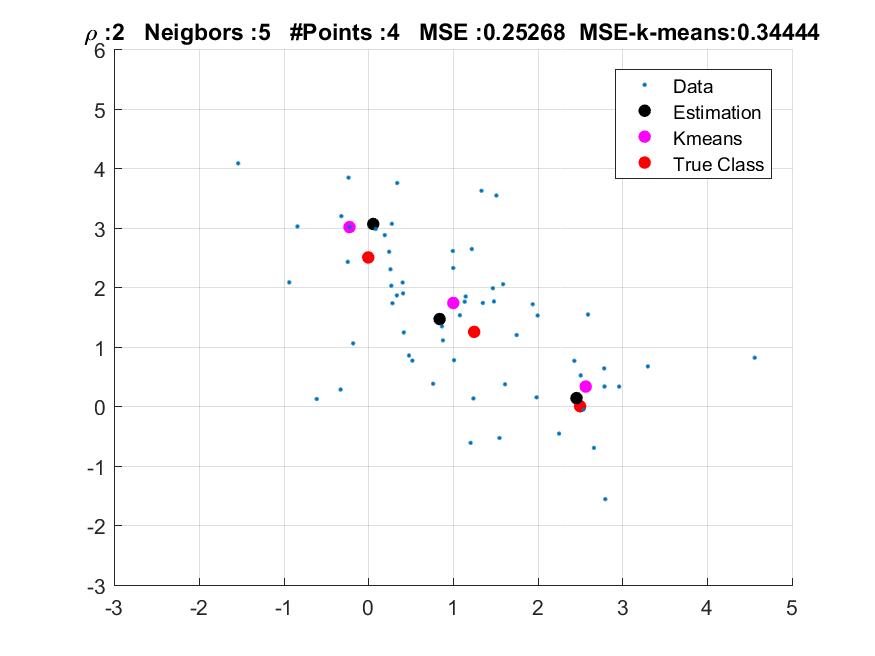 ρ :2 Neigbors :5 #Points :4 MSE :0.25268 MSE-k-means:0.34444
6
5
4
3
2
1
0
-1
-2
-3
Data
Estimation
Kmeans
True Class
-3 -2 -1 0 1 2 3 4 5